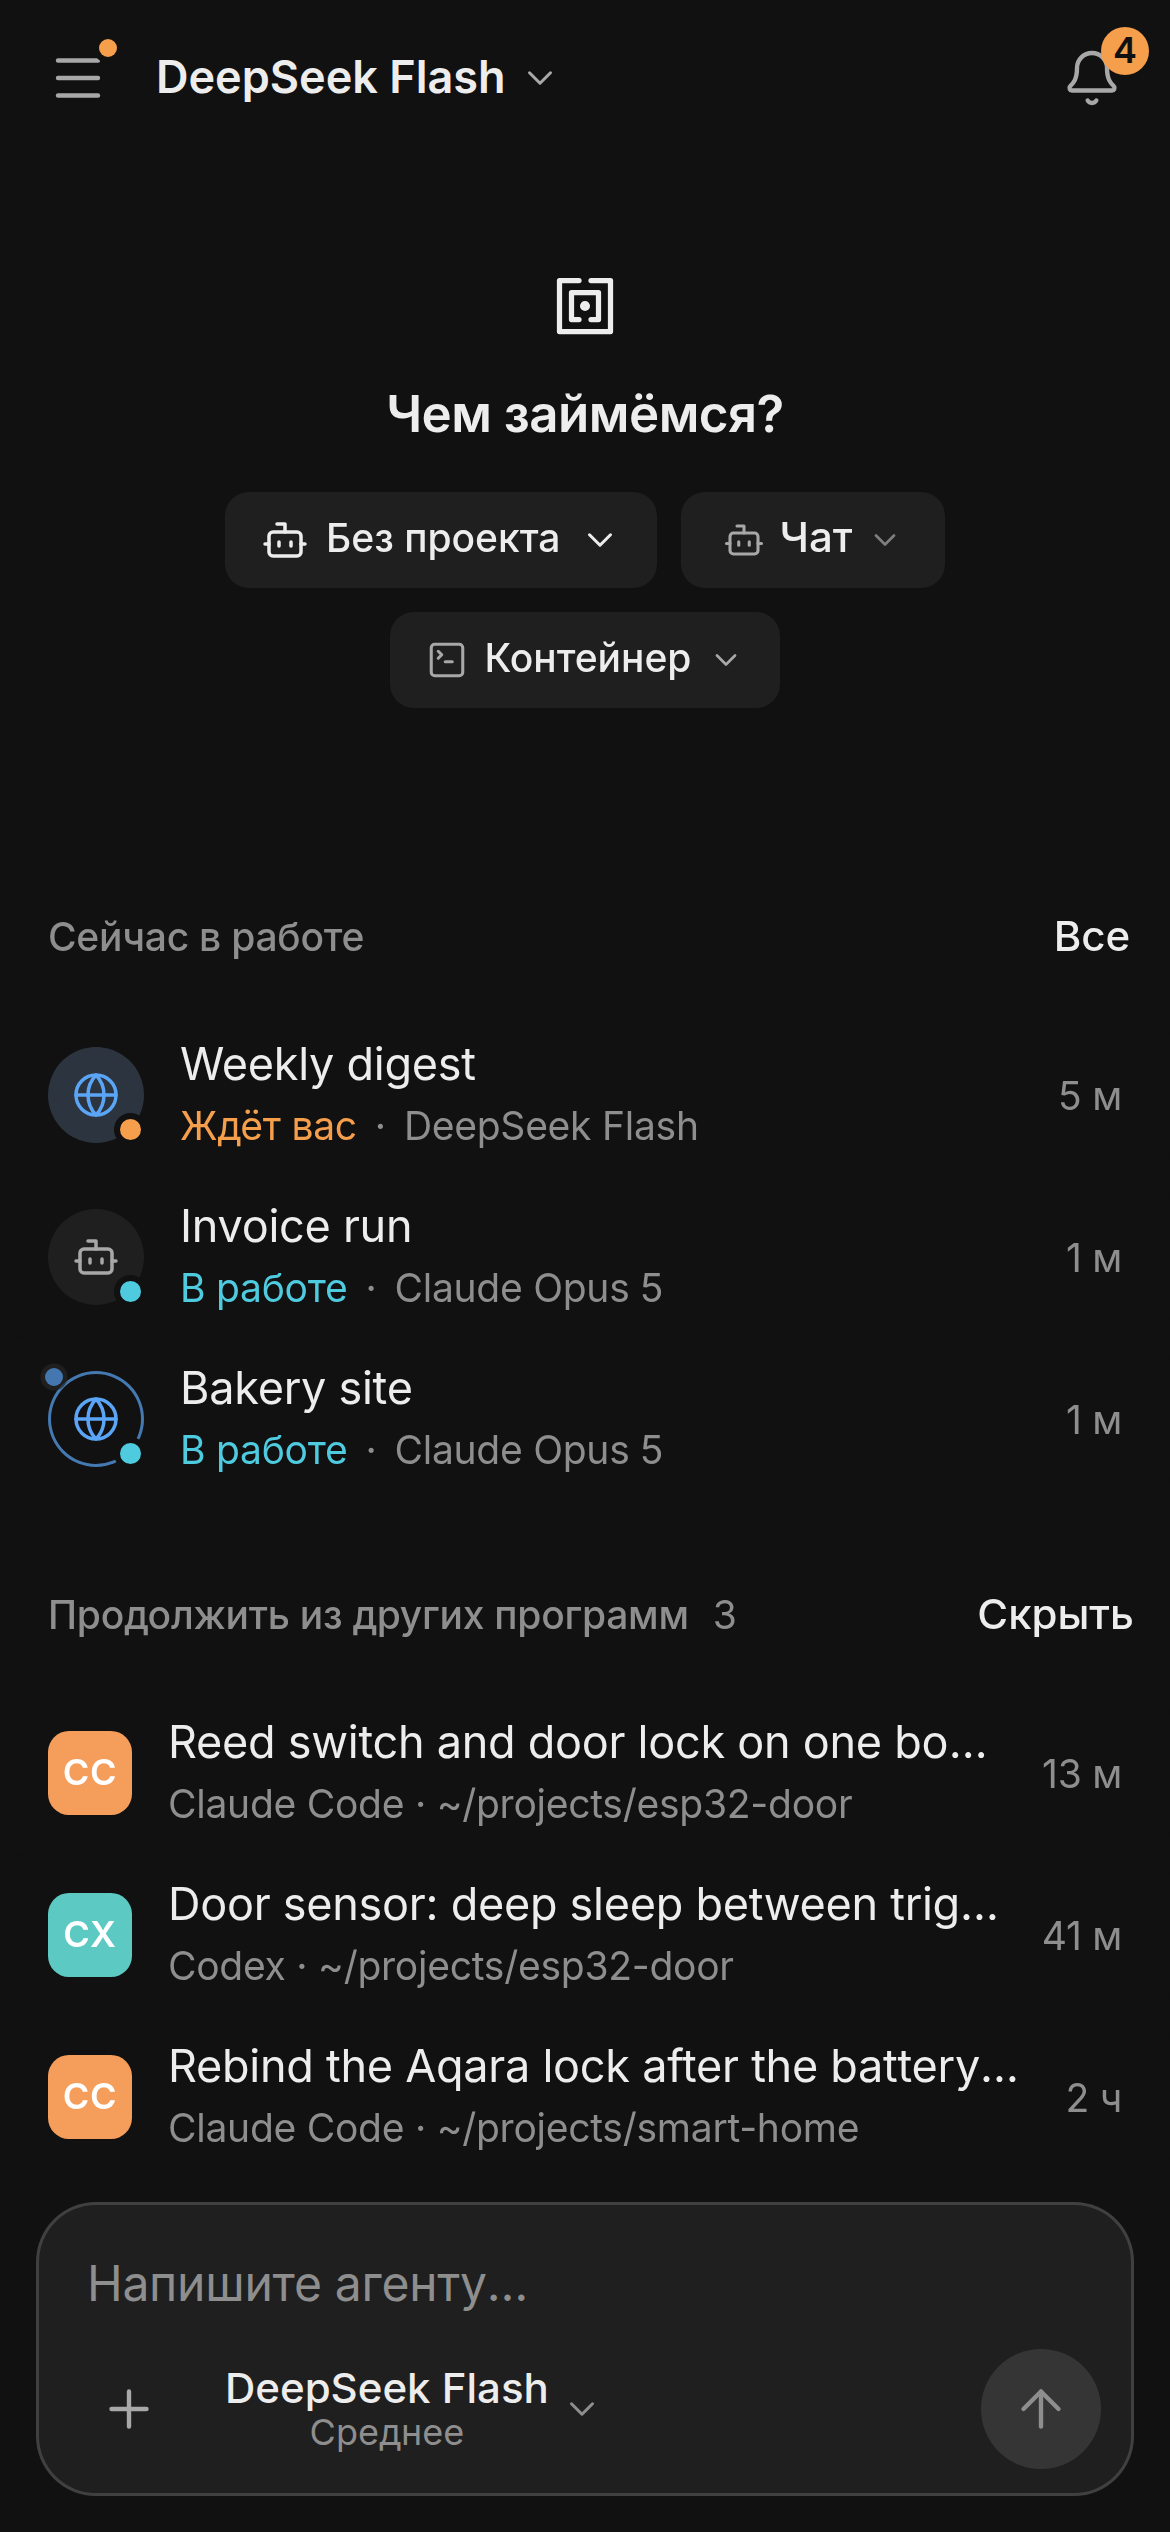 DeepSeek Flash
4
Чем займёмся?
Без проекта
Чат
Контейнер
Сейчас в работе
Все
Weekly digest
Ждёт вас · DeepSeek Flash
5 м
Invoice run
В работе · Claude Opus 5
1 м
Bakery site
В работе · Claude Opus 5
1 м
Продолжить из других программ 3
Скрыть
CC
Reed switch and door lock on one bo...
Claude Code · ~/projects/esp32-door
13 м
CX
Door sensor: deep sleep between trig...
Codex · ~/projects/esp32-door
41 м
CC
Rebind the Aqara lock after the battery...
Claude Code · ~/projects/smart-home
2 ч
Напишите агенту...
DeepSeek Flash
Среднее